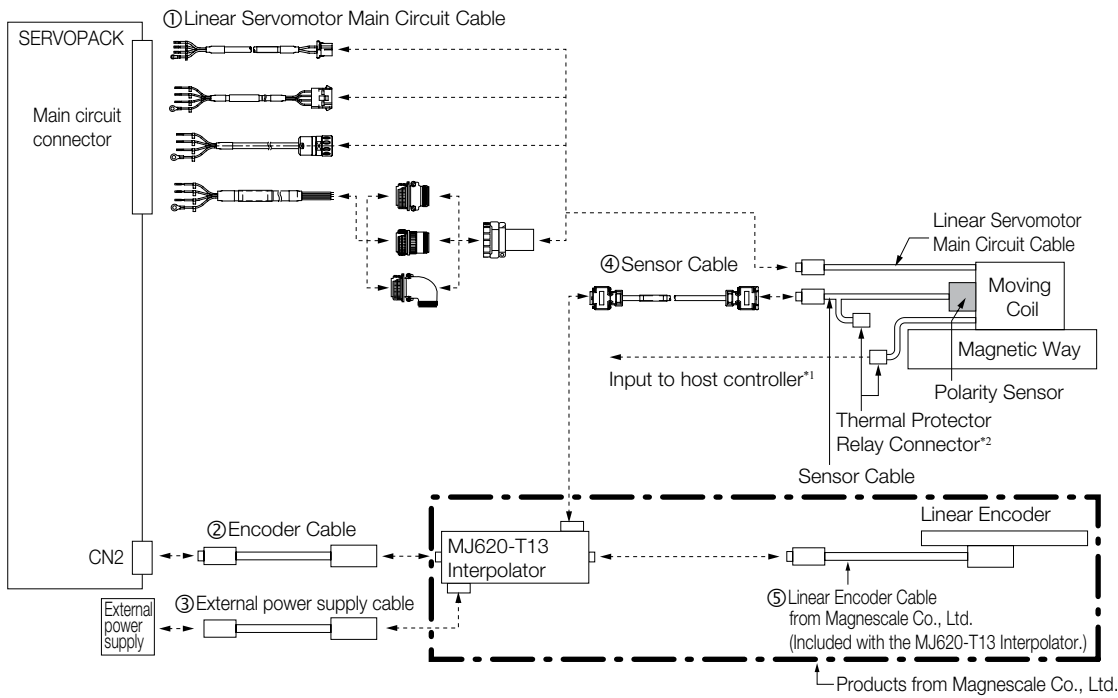 ①Linear Servomotor Main Circuit Cable
SERVOPACK
Main circuit
connector
Linear Servomotor
Main Circuit Cable
④Sensor Cable
Moving
Coil
Magnetic Way
Input to host controller*1
Polarity Sensor
Thermal Protector
Relay Connector*2
Sensor Cable
Linear Encoder
②Encoder Cable
CN2
MJ620-T13
Interpolator
③External power supply cable
External
power
supply
⑤Linear Encoder Cable
from Magnescale Co., Ltd.
(Included with the MJ620-T13 Interpolator.)
Products from Magnescale Co., Ltd.